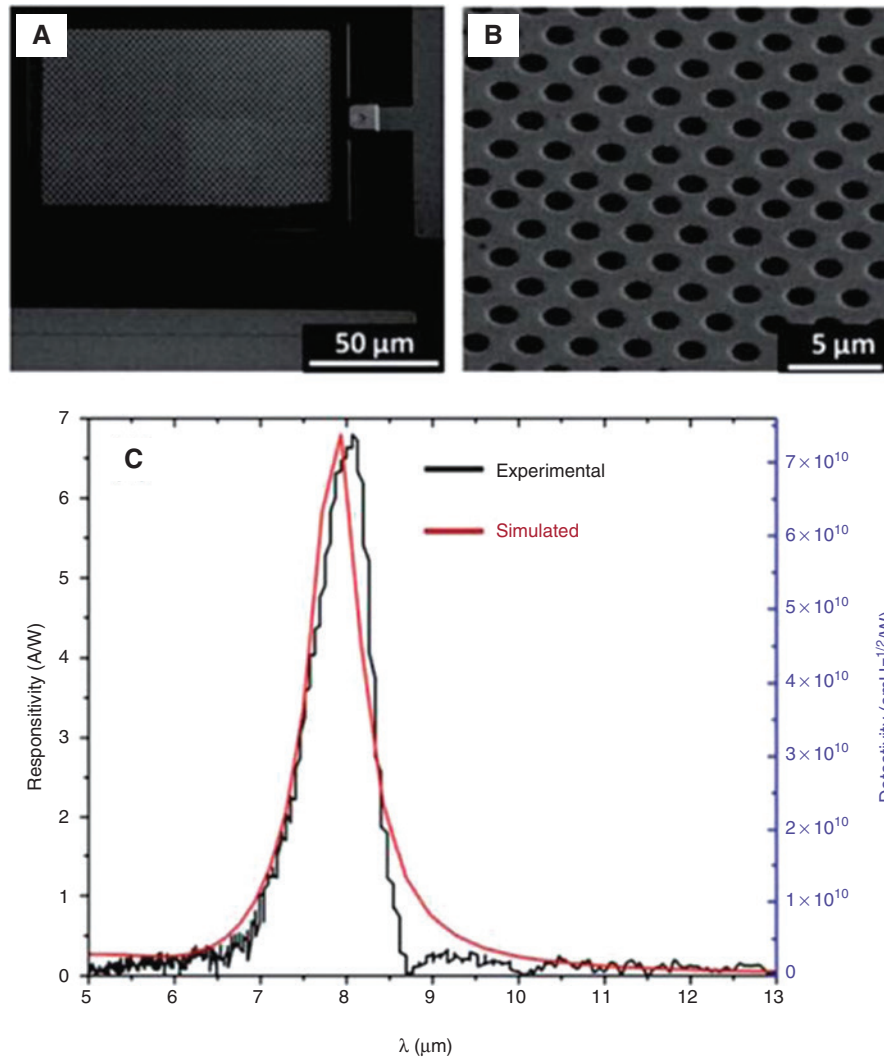 A
B
50 μm
5 μm
C
Experimental
Simulated
Responsitivity (A/W)
7
6
5
4
3
2
1
0
7×10¹⁰
6×10¹⁰
5×10¹⁰
4×10¹⁰
3×10¹⁰
2×10¹⁰
1×10¹⁰
0
5 6 7 8 9 10 11 12 13
λ (μm)